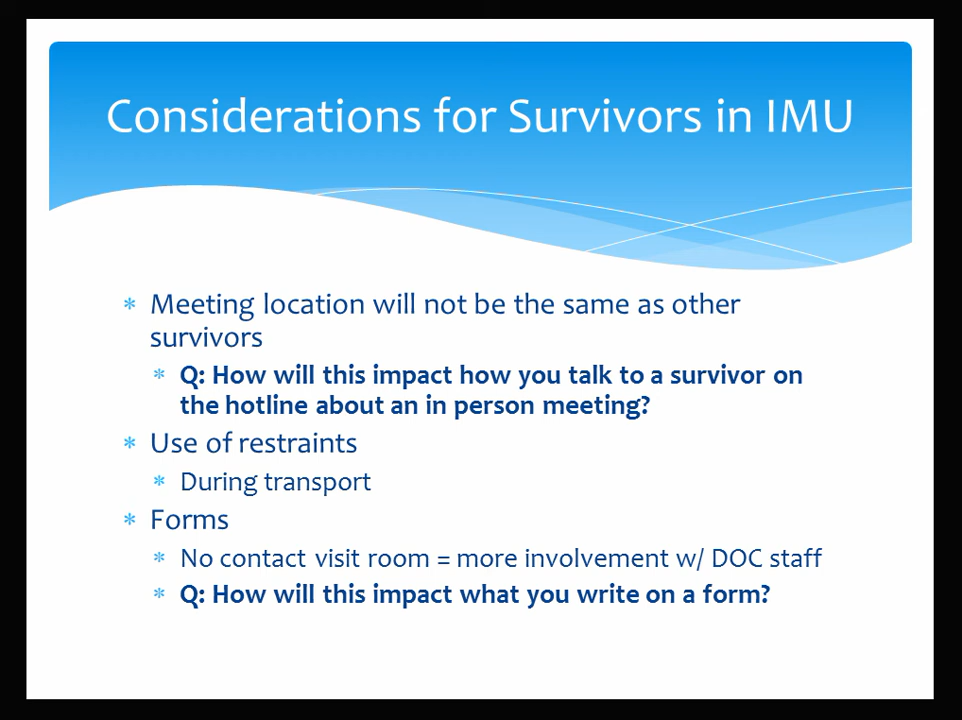 Considerations for Survivors in IMU
* Meeting location will not be the same as other
survivors
* Q: How will this impact how you talk to a survivor on
the hotline about an in person meeting?
* Use of restraints
* During transport
* Forms
* No contact visit room = more involvement w/ DOC staff
* Q: How will this impact what you write on a form?